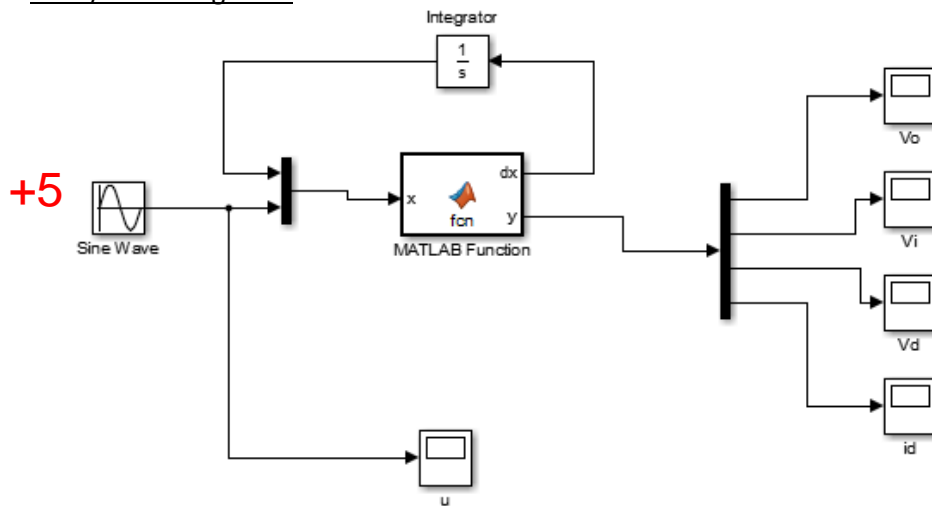 Integrator
1
s
Vo
+5
x
dx
y
fcn
Sine Wave
MATLAB Function
Vi
Vd
id
u